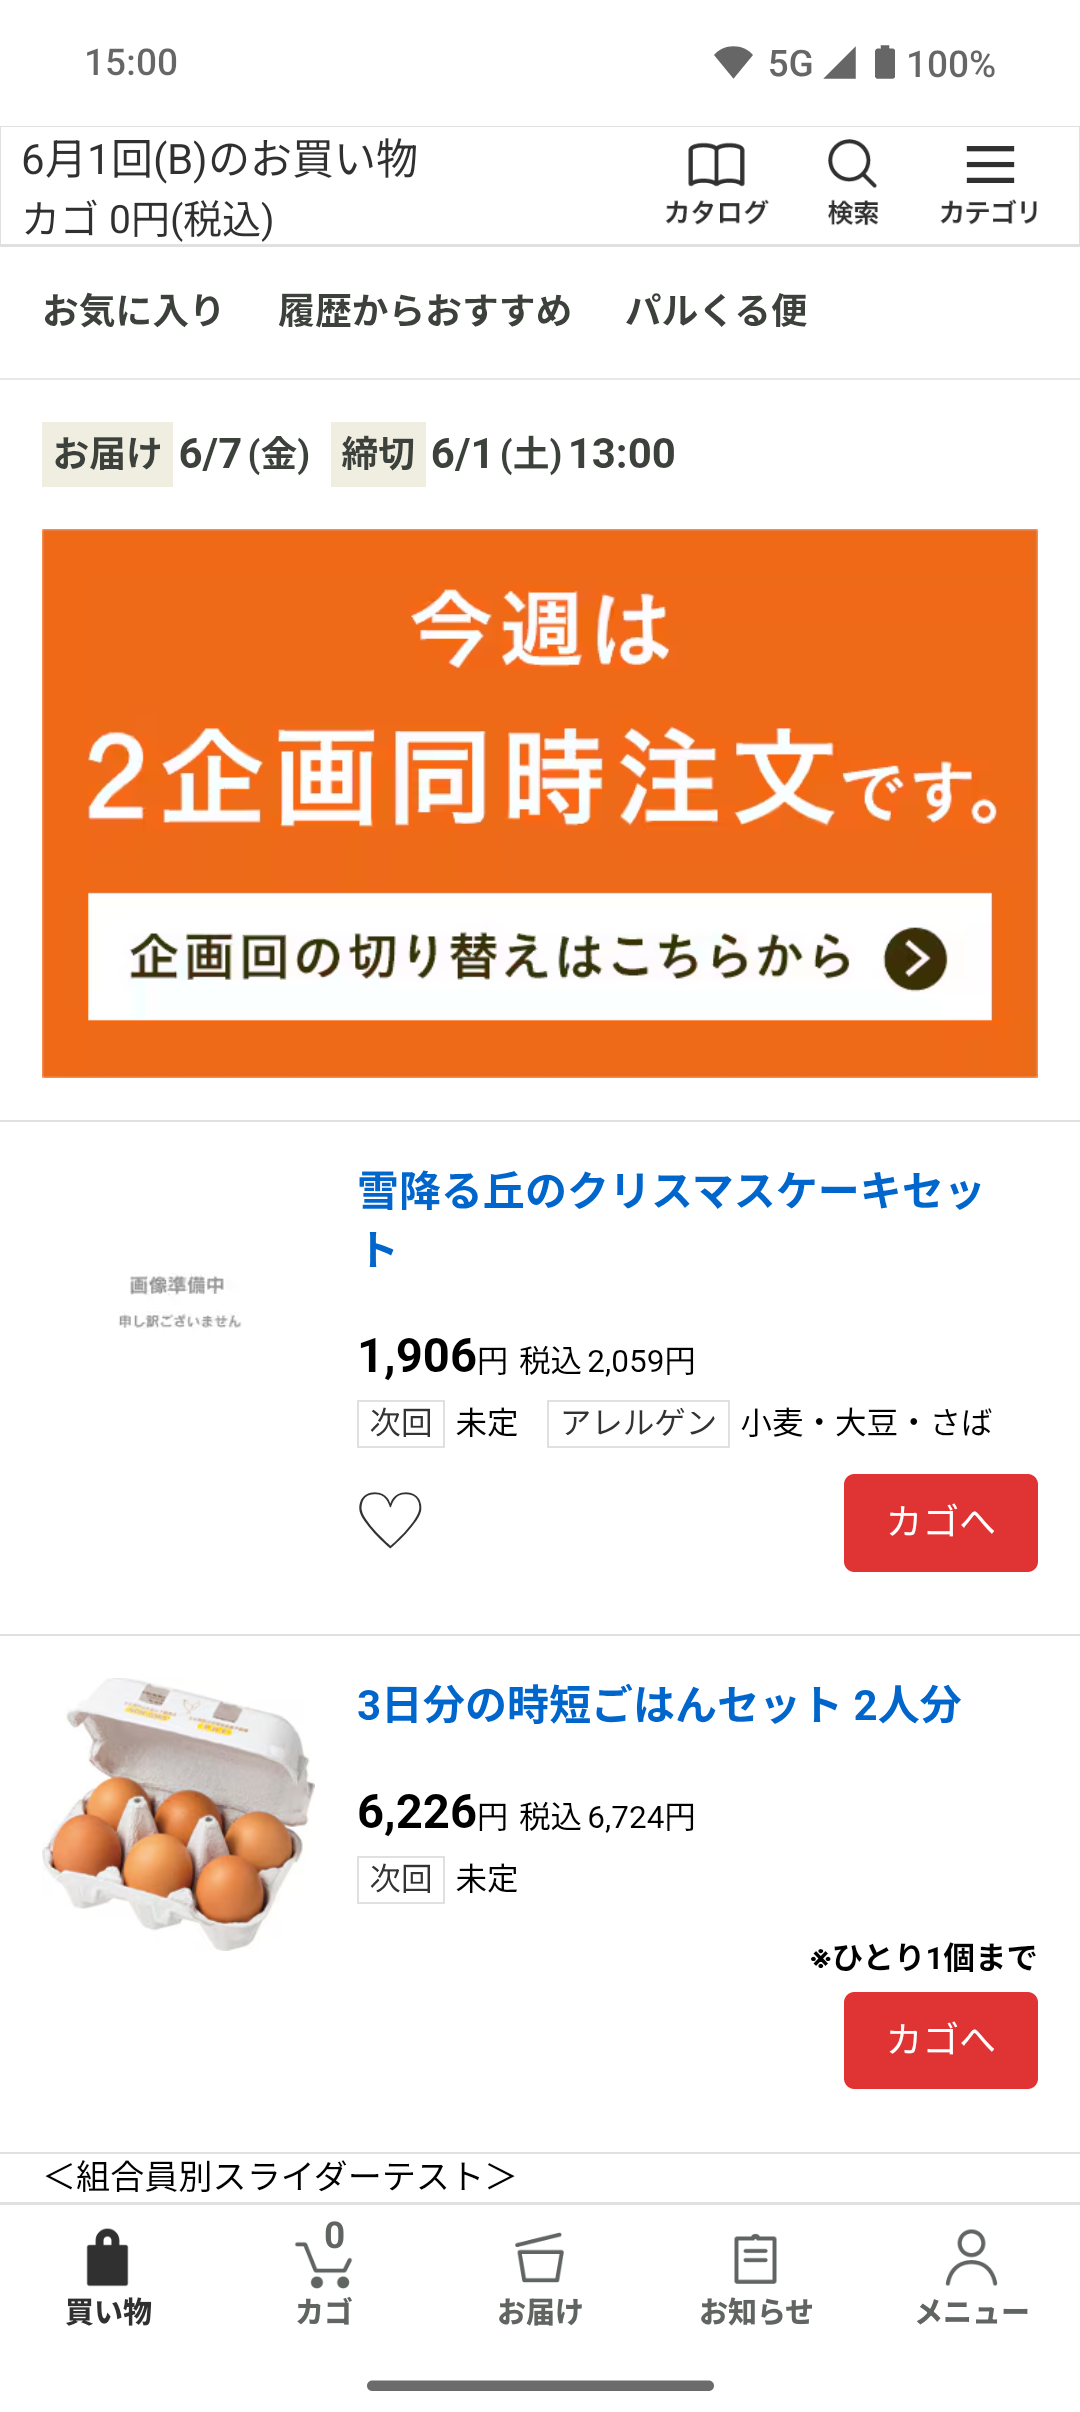 15:00
5G 100%
6月1回(B)のお買い物
カゴ 0円(税込)
カタログ
検索
カテゴリ
お気に入り 履歴からおすすめ パルくる便
お届け 6/7(金) 締切 6/1(土)13:00
今週は
2企画同時注文です。
企画回の切り替えはこちらから
画像準備中
申し訳ございません
雪降る丘のクリスマスケーキセッ
ト
1,906円 税込 2,059円
次回 未定 アレルゲン 小麦・大豆・さば
カゴへ
3日分の時短ごはんセット 2人分
6,226円 税込 6,724円
次回 未定
※ひとり1個まで
カゴへ
＜組合員別スライダーテスト＞
0
買い物 カゴ お届け お知らせ メニュー